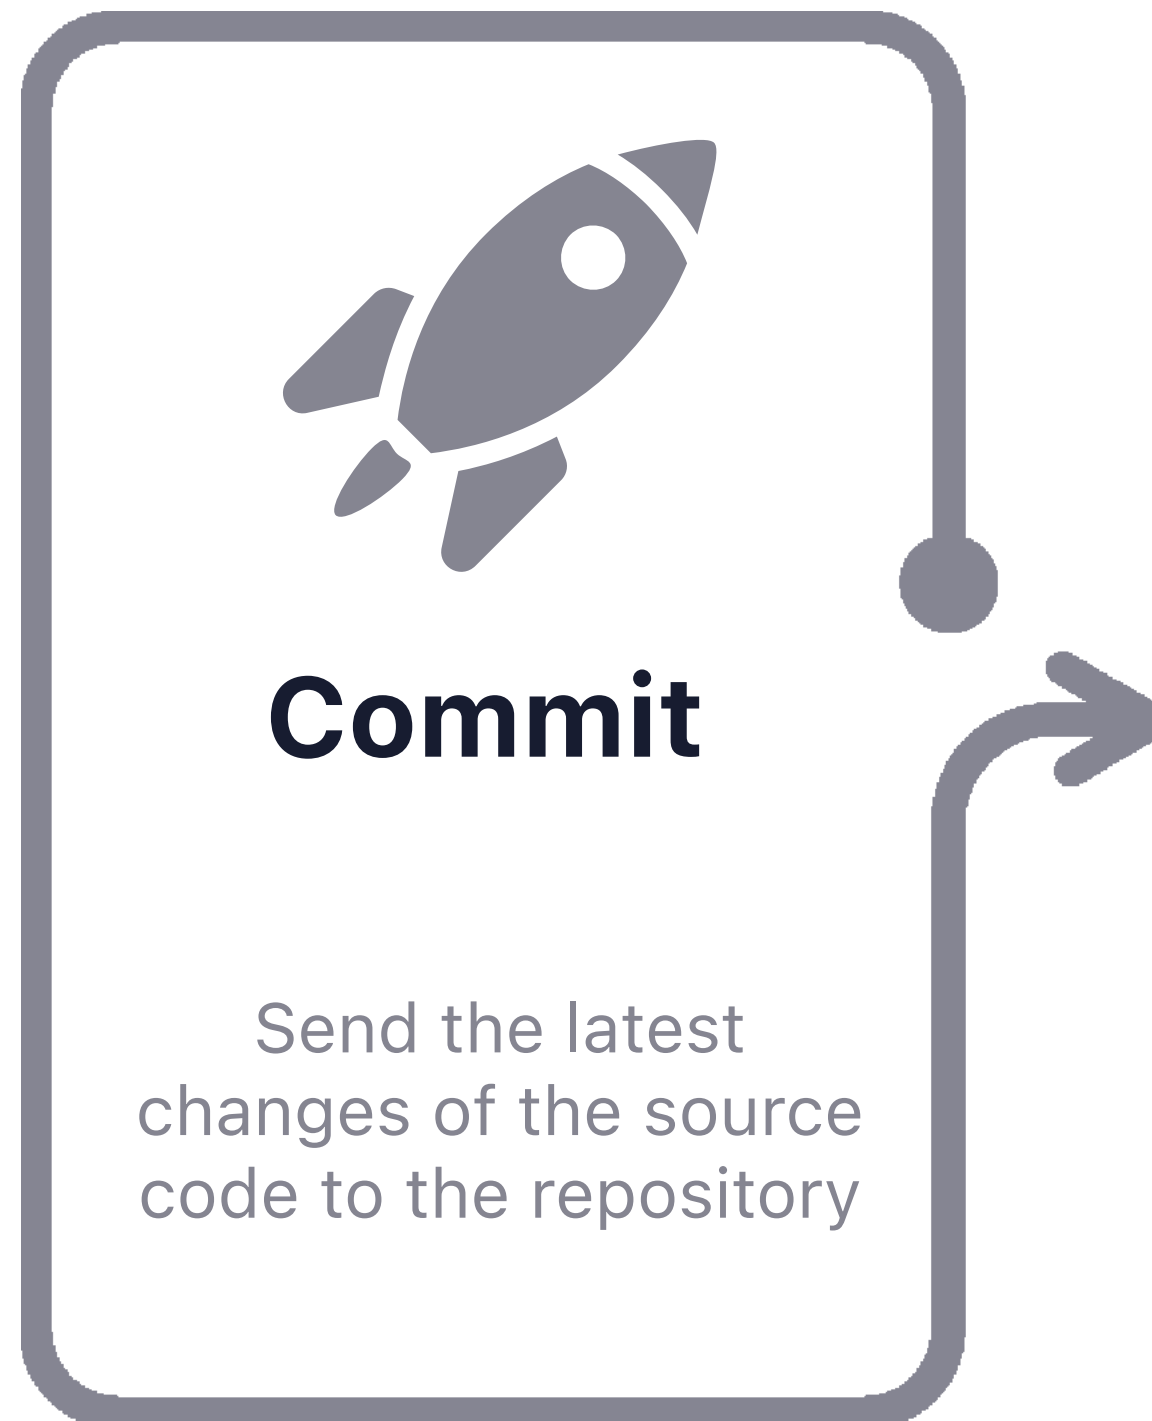 Commit
Send the latest
changes of the source
code to the repository